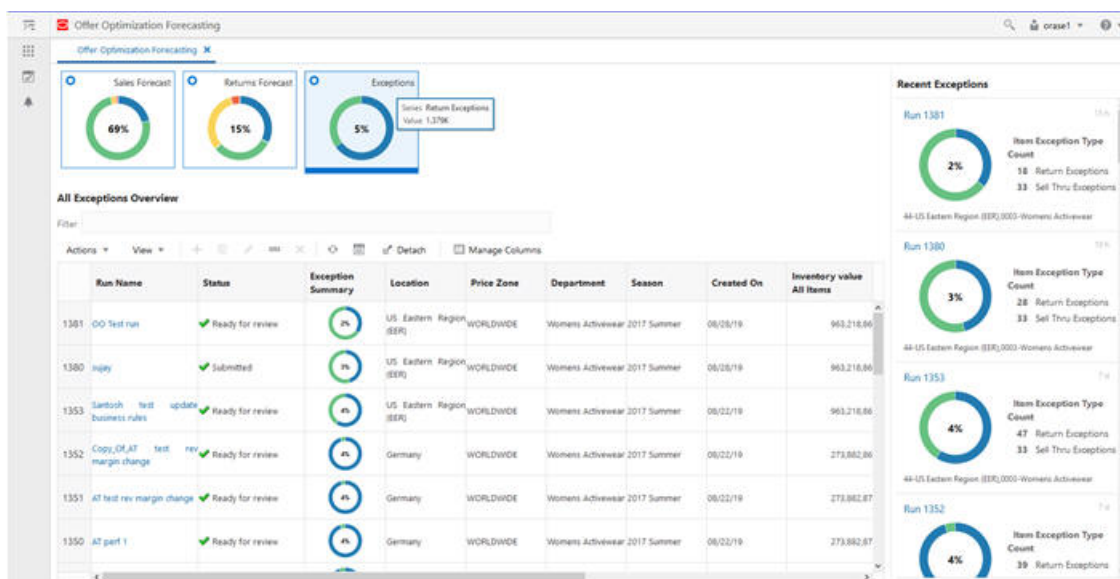 Offer Optimization Forecasting
orase1
Offer Optimization Forecasting
Sales Forecast
69%
Returns Forecast
15%
Exceptions
5%
Series Return Exceptions
Value 1.379K
All Exceptions Overview
Filter
Actions View Detach Manage Columns
Run Name Status Exception Summary Location Price Zone Department Season Created On Inventory value All Items
1381 OO Test run Ready for review 2% US Eastern Region (EER) WORLDWIDE Womens Activewear 2017 Summer 08/28/19 963,218,86
1380 sujay Submitted 3% US Eastern Region (EER) WORLDWIDE Womens Activewear 2017 Summer 08/28/19 963,218,86
1353 Santosh test update business rules Ready for review 4% US Eastern Region (EER) WORLDWIDE Womens Activewear 2017 Summer 08/22/19 963,218,86
1352 Copy_Of_AT test rev margin change Ready for review 4% Germany WORLDWIDE Womens Activewear 2017 Summer 08/22/19 273,882,86
1351 AT test rev margin change Ready for review 4% Germany WORLDWIDE Womens Activewear 2017 Summer 08/22/19 273,882,87
1350 AT perf 1 Ready for review 4% Germany WORLDWIDE Womens Activewear 2017 Summer 08/22/19 273,882,87
Recent Exceptions
Run 1381
2%
Item Exception Type
Count
18 Return Exceptions
33 Sell Thru Exceptions
44-US Eastern Region (EER),0003-Womens Activewear
Run 1380
3%
Item Exception Type
Count
28 Return Exceptions
33 Sell Thru Exceptions
44-US Eastern Region (EER),0003-Womens Activewear
Run 1353
4%
Item Exception Type
Count
47 Return Exceptions
33 Sell Thru Exceptions
44-US Eastern Region (EER),0003-Womens Activewear
Run 1352
4%
Item Exception Type
Count
39 Return Exceptions